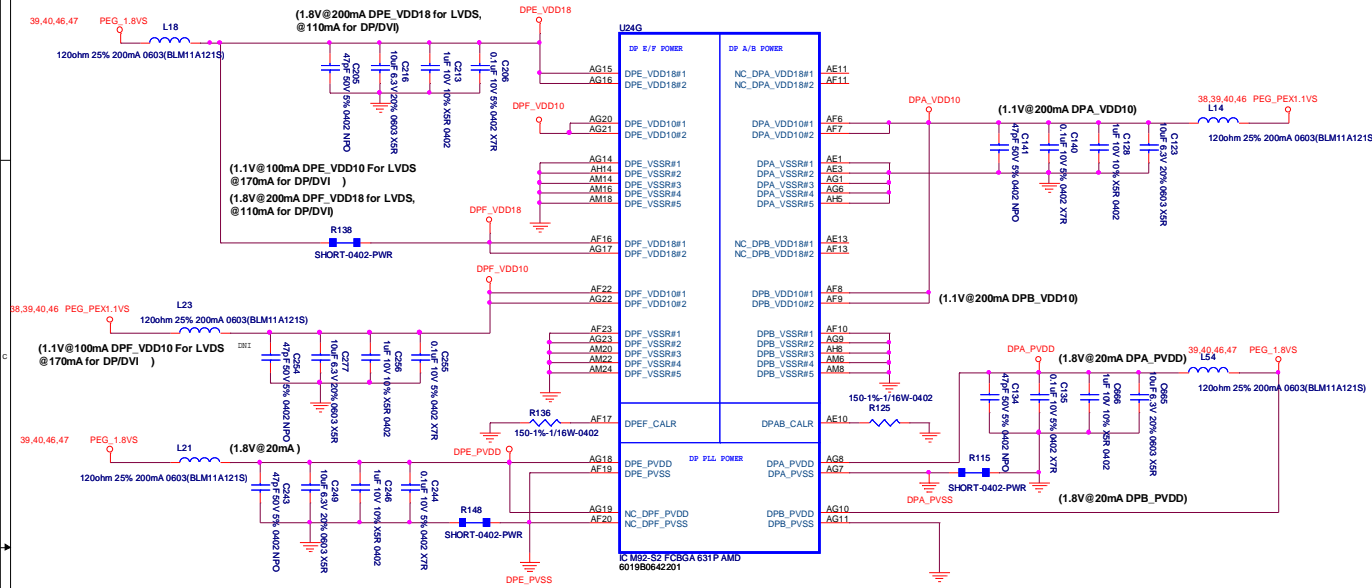 39,40,46,47 PEG_1.8VS
L18
120ohm 25% 200mA 0603(BLM11A121S)
(1.8V@200mA DPE_VDD18 for LVDS,
@110mA for DP/DVI)
DPE_VDD18
C205
47pF 50V 5% 0402 NPO
C216
10uF 6.3V 20% 0603 X5R
C213
1uF 10V 10% X5R 0402
C206
0.1uF 10V 5% 0402 X7R
DPF_VDD10
(1.1V@100mA DPE_VDD10 For LVDS
@170mA for DP/DVI )
(1.8V@200mA DPF_VDD18 for LVDS,
@110mA for DP/DVI)
DPF_VDD18
R138
SHORT-0402-PWR
DPF_VDD10
38,39,40,46 PEG_PEX1.1VS
L23
120ohm 25% 200mA 0603(BLM11A121S)
(1.1V@100mA DPF_VDD10 For LVDS
@170mA for DP/DVI )
DNI
C254
47pF 50V 5% 0402 NPO
C277
10uF 6.3V 20% 0603 X5R
C256
1uF 10V 10% X5R 0402
C255
0.1uF 10V 5% 0402 X7R
R136
150-1%-1/16W-0402
39,40,46,47 PEG_1.8VS
L21
120ohm 25% 200mA 0603(BLM11A121S)
(1.8V@20mA )
DPE_PVDD
C243
47pF 50V 5% 0402 NPO
C249
10uF 6.3V 20% 0603 X5R
C246
1uF 10V 10% X5R 0402
C244
0.1uF 10V 5% 0402 X7R
R148
SHORT-0402-PWR
DPE_PVSS
U24G
DP E/F POWER
DP A/B POWER
AG15 DPE_VDD18#1
AG16 DPE_VDD18#2
AG20 DPE_VDD10#1
AG21 DPE_VDD10#2
AG14 DPE_VSSR#1
AH14 DPE_VSSR#2
AM14 DPE_VSSR#3
AM16 DPE_VSSR#4
AM18 DPE_VSSR#5
AF16 DPF_VDD18#1
AG17 DPF_VDD18#2
AF22 DPF_VDD10#1
AG22 DPF_VDD10#2
AF23 DPF_VSSR#1
AG23 DPF_VSSR#2
AM20 DPF_VSSR#3
AM22 DPF_VSSR#4
AM24 DPF_VSSR#5
AF17 DPEF_CALR
DP PLL POWER
AG18 DPE_PVDD
AF19 DPE_PVSS
AG19 NC_DPF_PVDD
AF20 NC_DPF_PVSS
NC_DPA_VDD18#1 AE11
NC_DPA_VDD18#2 AF11
DPA_VDD10#1 AF6
DPA_VDD10#2 AF7
DPA_VSSR#1 AE1
DPA_VSSR#2 AE3
DPA_VSSR#3 AG1
DPA_VSSR#4 AG6
DPA_VSSR#5 AH5
NC_DPB_VDD18#1 AE13
NC_DPB_VDD18#2 AF13
DPB_VDD10#1 AF8
DPB_VDD10#2 AF9
DPB_VSSR#1 AF10
DPB_VSSR#2 AG9
DPB_VSSR#3 AH8
DPB_VSSR#4 AM6
DPB_VSSR#5 AM8
DPAB_CALR AE10
DPA_PVDD AG8
DPA_PVSS AG7
DPB_PVDD AG10
DPB_PVSS AG11
IC M92-S2 FCBGA 631P AMD
6019B0642201
DPA_VDD10
(1.1V@200mA DPA_VDD10)
38,39,40,46 PEG_PEX1.1VS
L14
120ohm 25% 200mA 0603(BLM11A121S
C141
47pF 50V 5% 0402 NPO
C140
0.1uF 10V 5% 0402 X7R
C128
1uF 10V 10% X5R 0402
C123
10uF 6.3V 20% 0603 X5R
(1.1V@200mA DPB_VDD10)
150-1%-1/16W-0402
R125
DPA_PVDD
(1.8V@20mA DPA_PVDD)
39,40,46,47 PEG_1.8VS
L54
120ohm 25% 200mA 0603(BLM11A121S)
C134
47pF 50V 5% 0402 NPO
C135
0.1uF 10V 5% 0402 X7R
C666
1uF 10V 10% X5R 0402
C665
10uF 6.3V 20% 0603 X5R
R115
SHORT-0402-PWR
DPA_PVSS
(1.8V@20mA DPB_PVDD)
C